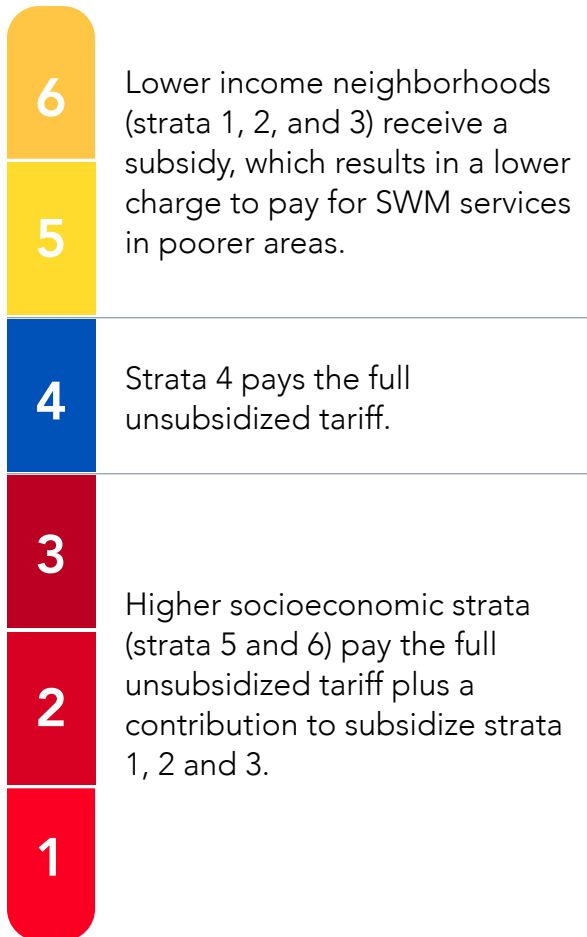 6
Lower income neighborhoods
(strata 1, 2, and 3) receive a
subsidy, which results in a lower
charge to pay for SWM services
in poorer areas.
5
4
Strata 4 pays the full
unsubsidized tariff.
3
Higher socioeconomic strata
(strata 5 and 6) pay the full
unsubsidized tariff plus a
contribution to subsidize strata
1, 2 and 3.
2
1